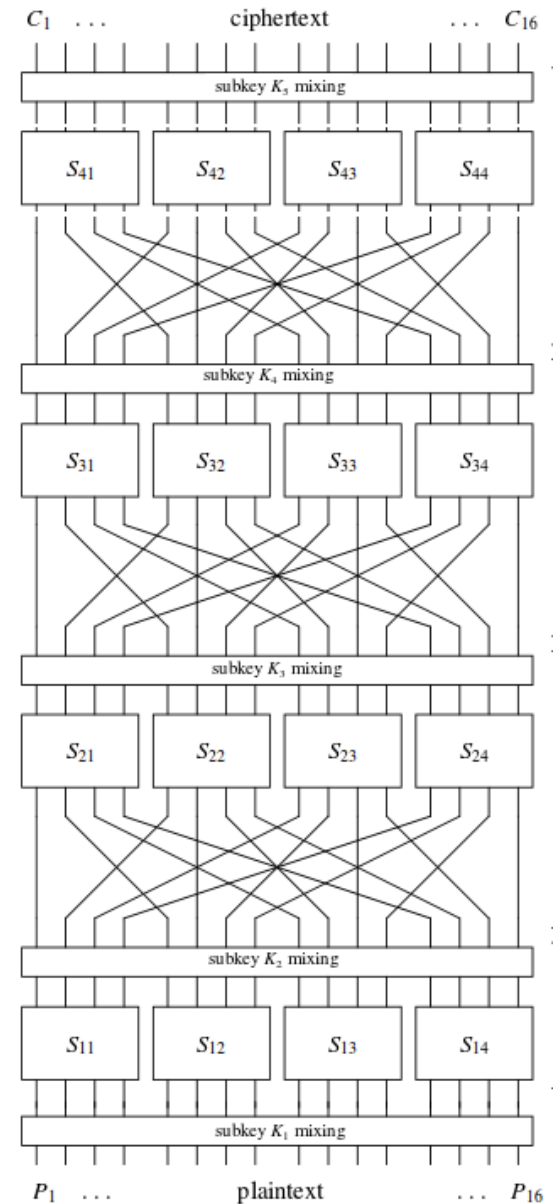 C₁ . . . ciphertext . . . C₁₆
subkey K₅ mixing
S₄₁ S₄₂ S₄₃ S₄₄
subkey K₄ mixing
S₃₁ S₃₂ S₃₃ S₃₄
subkey K₃ mixing
S₂₁ S₂₂ S₂₃ S₂₄
subkey K₂ mixing
S₁₁ S₁₂ S₁₃ S₁₄
subkey K₁ mixing
P₁ . . . plaintext . . . P₁₆